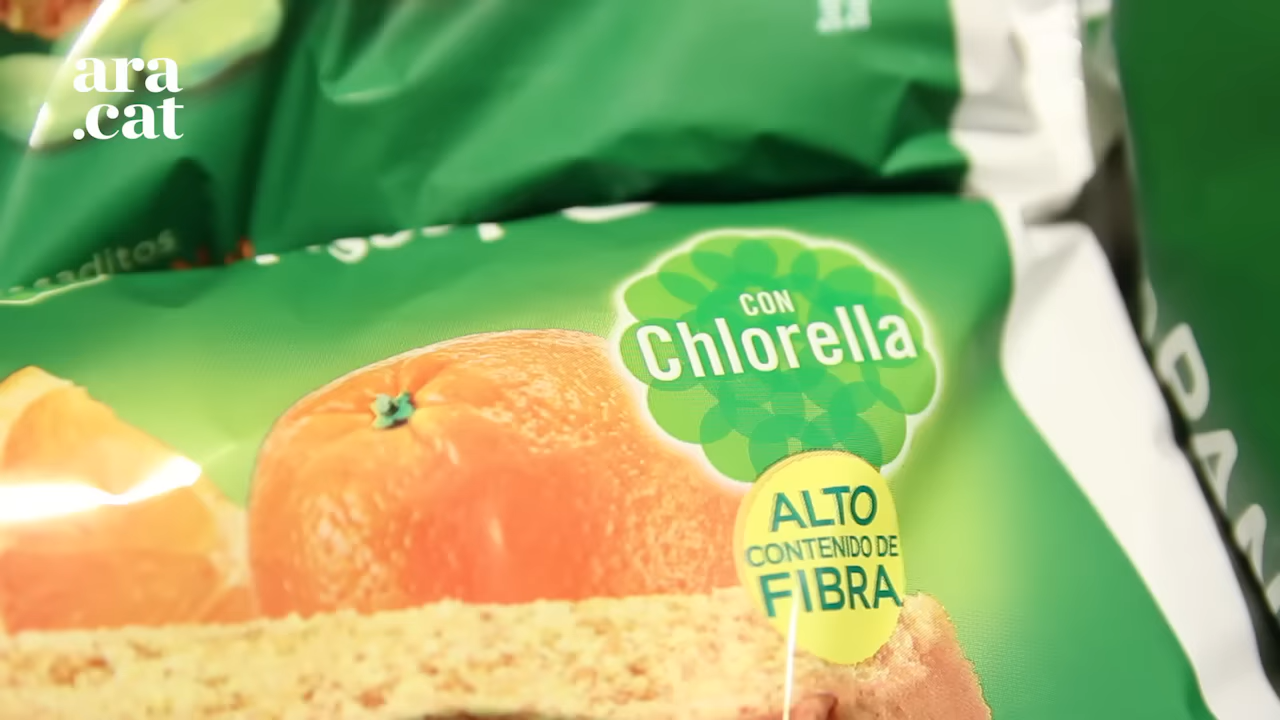 ara
.cat
CON
Chlorella
ALTO
CONTENIDO DE
FIBRA